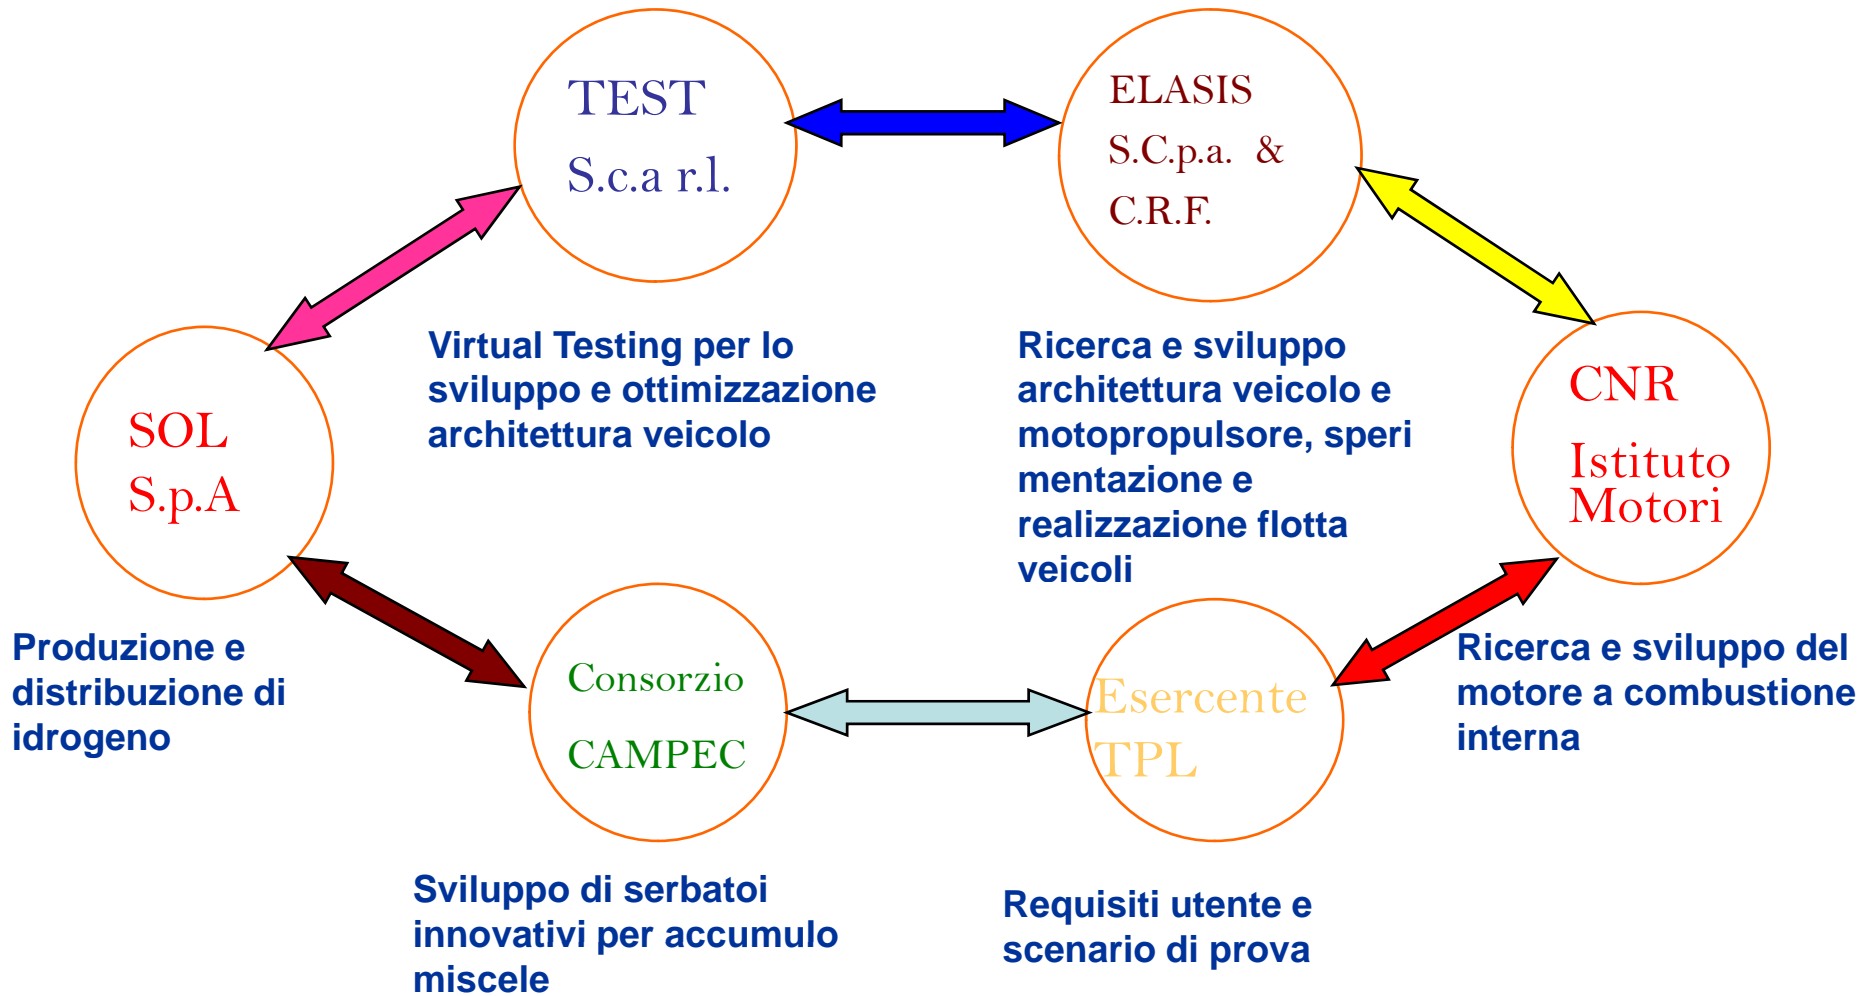 TEST
S.c.a r.l.
ELASIS
S.C.p.a. &
C.R.F.
Virtual Testing per lo
sviluppo e ottimizzazione
architettura veicolo
Ricerca e sviluppo
architettura veicolo e
motopropulsore, speri
mentazione e
realizzazione flotta
veicoli
SOL
S.p.A
CNR
Istituto
Motori
Produzione e
distribuzione di
idrogeno
Consorzio
CAMPEC
Esercente
TPL
Ricerca e sviluppo del
motore a combustione
interna
Sviluppo di serbatoi
innovativi per accumulo
miscele
Requisiti utente e
scenario di prova